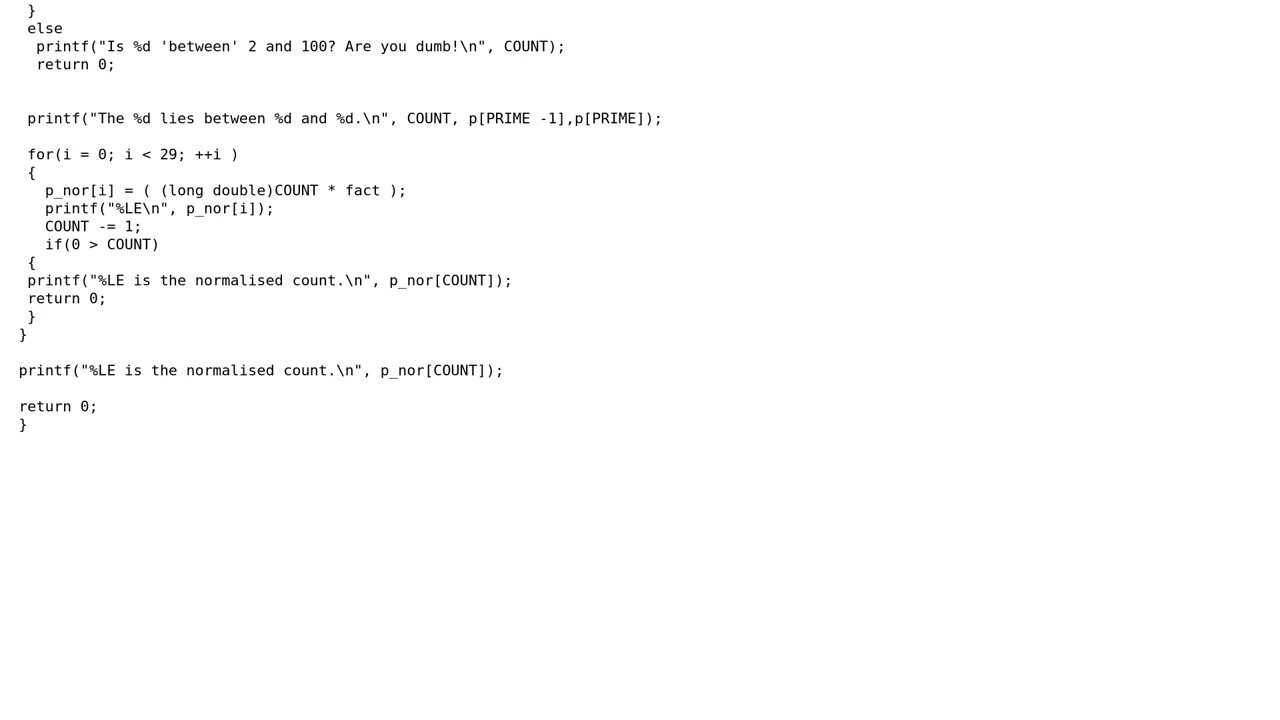 }
else
printf("Is %d 'between' 2 and 100? Are you dumb!\n", COUNT);
return 0;
printf("The %d lies between %d and %d.\n", COUNT, p[PRIME -1],p[PRIME]);
for(i = 0; i < 29; ++i )
{
p_nor[i] = ( (long double)COUNT * fact );
printf("%LE\n", p_nor[i]);
COUNT -= 1;
if(0 > COUNT)
{
printf("%LE is the normalised count.\n", p_nor[COUNT]);
return 0;
}
}
printf("%LE is the normalised count.\n", p_nor[COUNT]);
return 0;
}